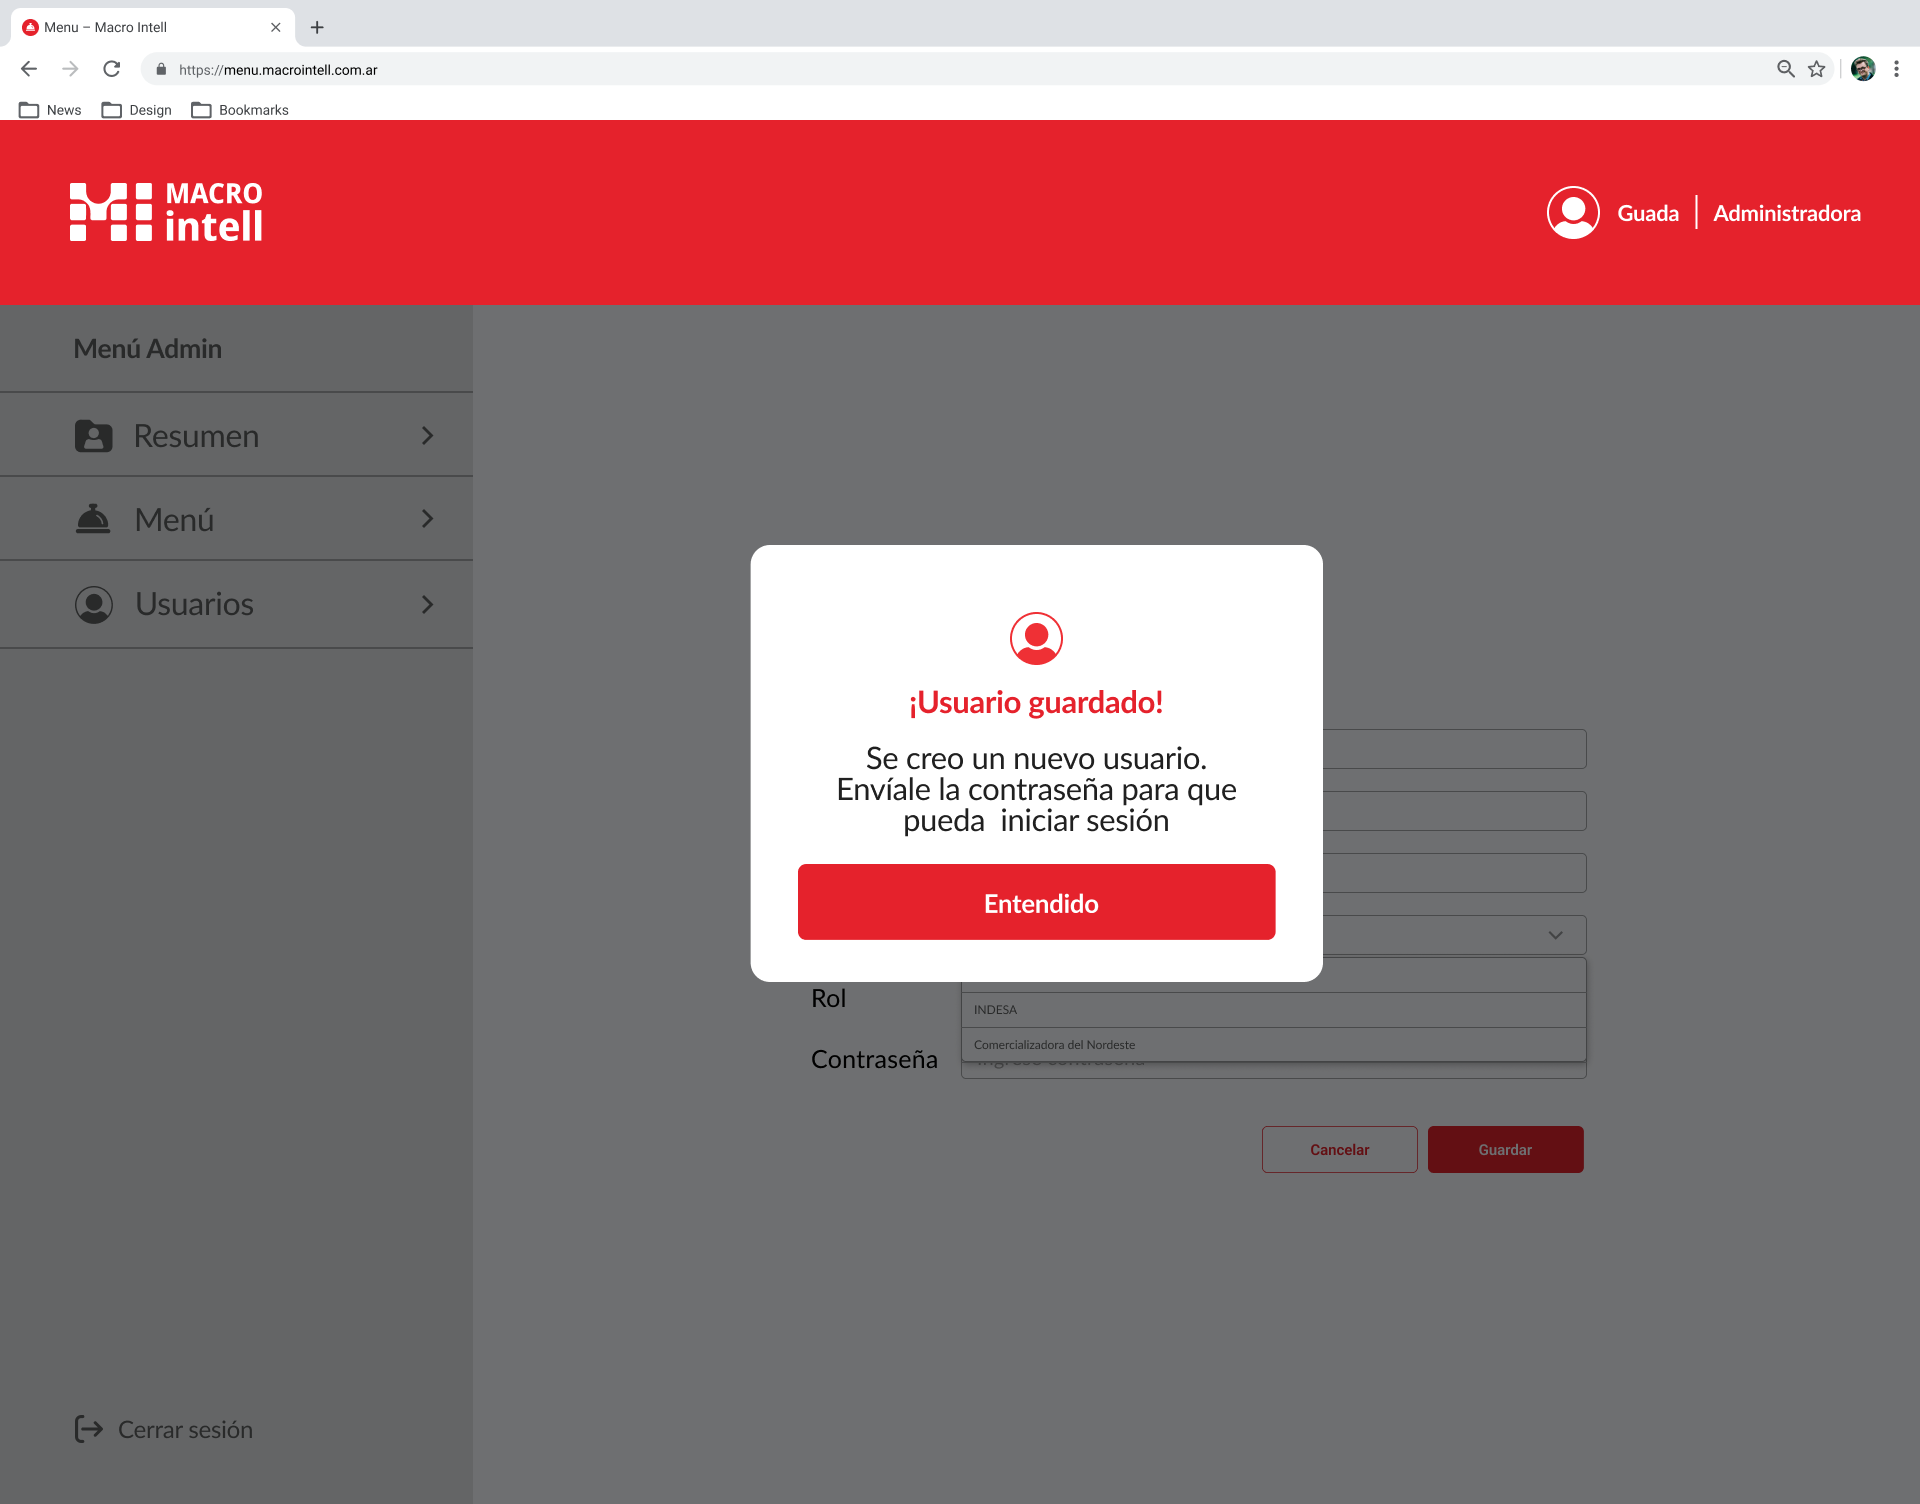 Menu – Macro Intell
https://menu.macrointell.com.ar
News
Design
Bookmarks
MACRO
intell
Guada
Administradora
Menú Admin
Resumen
Menú
Usuarios
¡Usuario guardado!
Se creo un nuevo usuario.
Envíale la contraseña para que
pueda iniciar sesión
Entendido
Rol
INDESA
Comercializadora del Nordeste
Contraseña
Cancelar
Guardar
Cerrar sesión